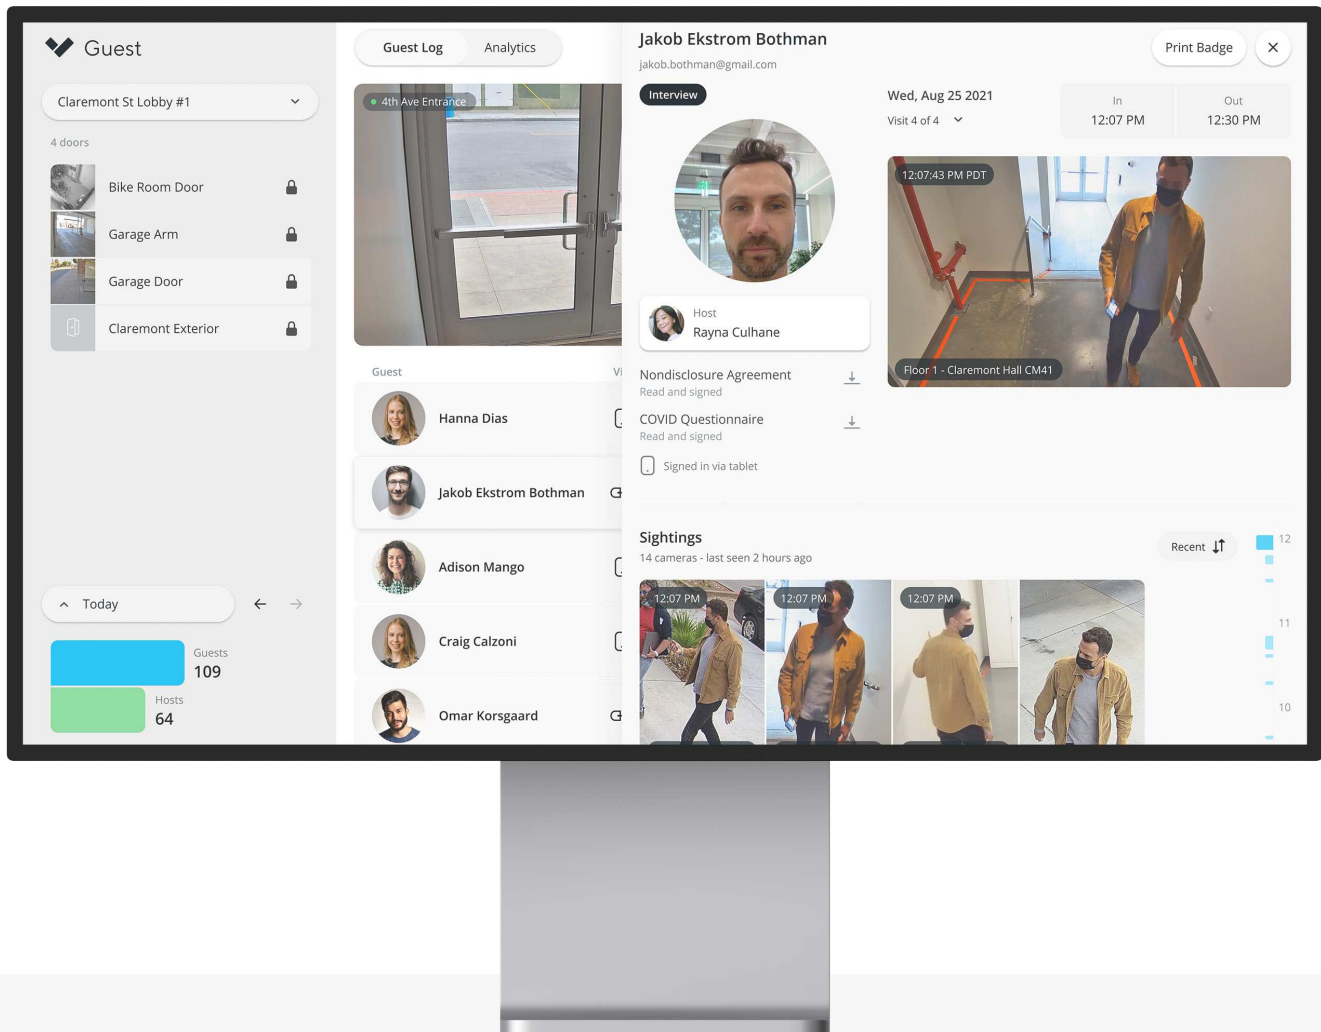 Guest
Claremont St Lobby #1
4 doors
Bike Room Door
Garage Arm
Garage Door
Claremont Exterior
Today
Guests
109
Hosts
64
Guest Log
Analytics
4th Ave Entrance
Guest
Hanna Dias
Jakob Ekstrom Bothman
Adison Mango
Craig Calzoni
Omar Korsgaard
Jakob Ekstrom Bothman
jakob.bothman@gmail.com
Print Badge
Interview
Wed, Aug 25 2021
Visit 4 of 4
In
12:07 PM
Out
12:30 PM
12:07:43 PM PDT
Floor 1 - Claremont Hall CM41
Host
Rayna Culhane
Nondisclosure Agreement
Read and signed
COVID Questionnaire
Read and signed
Signed in via tablet
Sightings
14 cameras - last seen 2 hours ago
Recent
12:07 PM
12:07 PM
12:07 PM
12
11
10